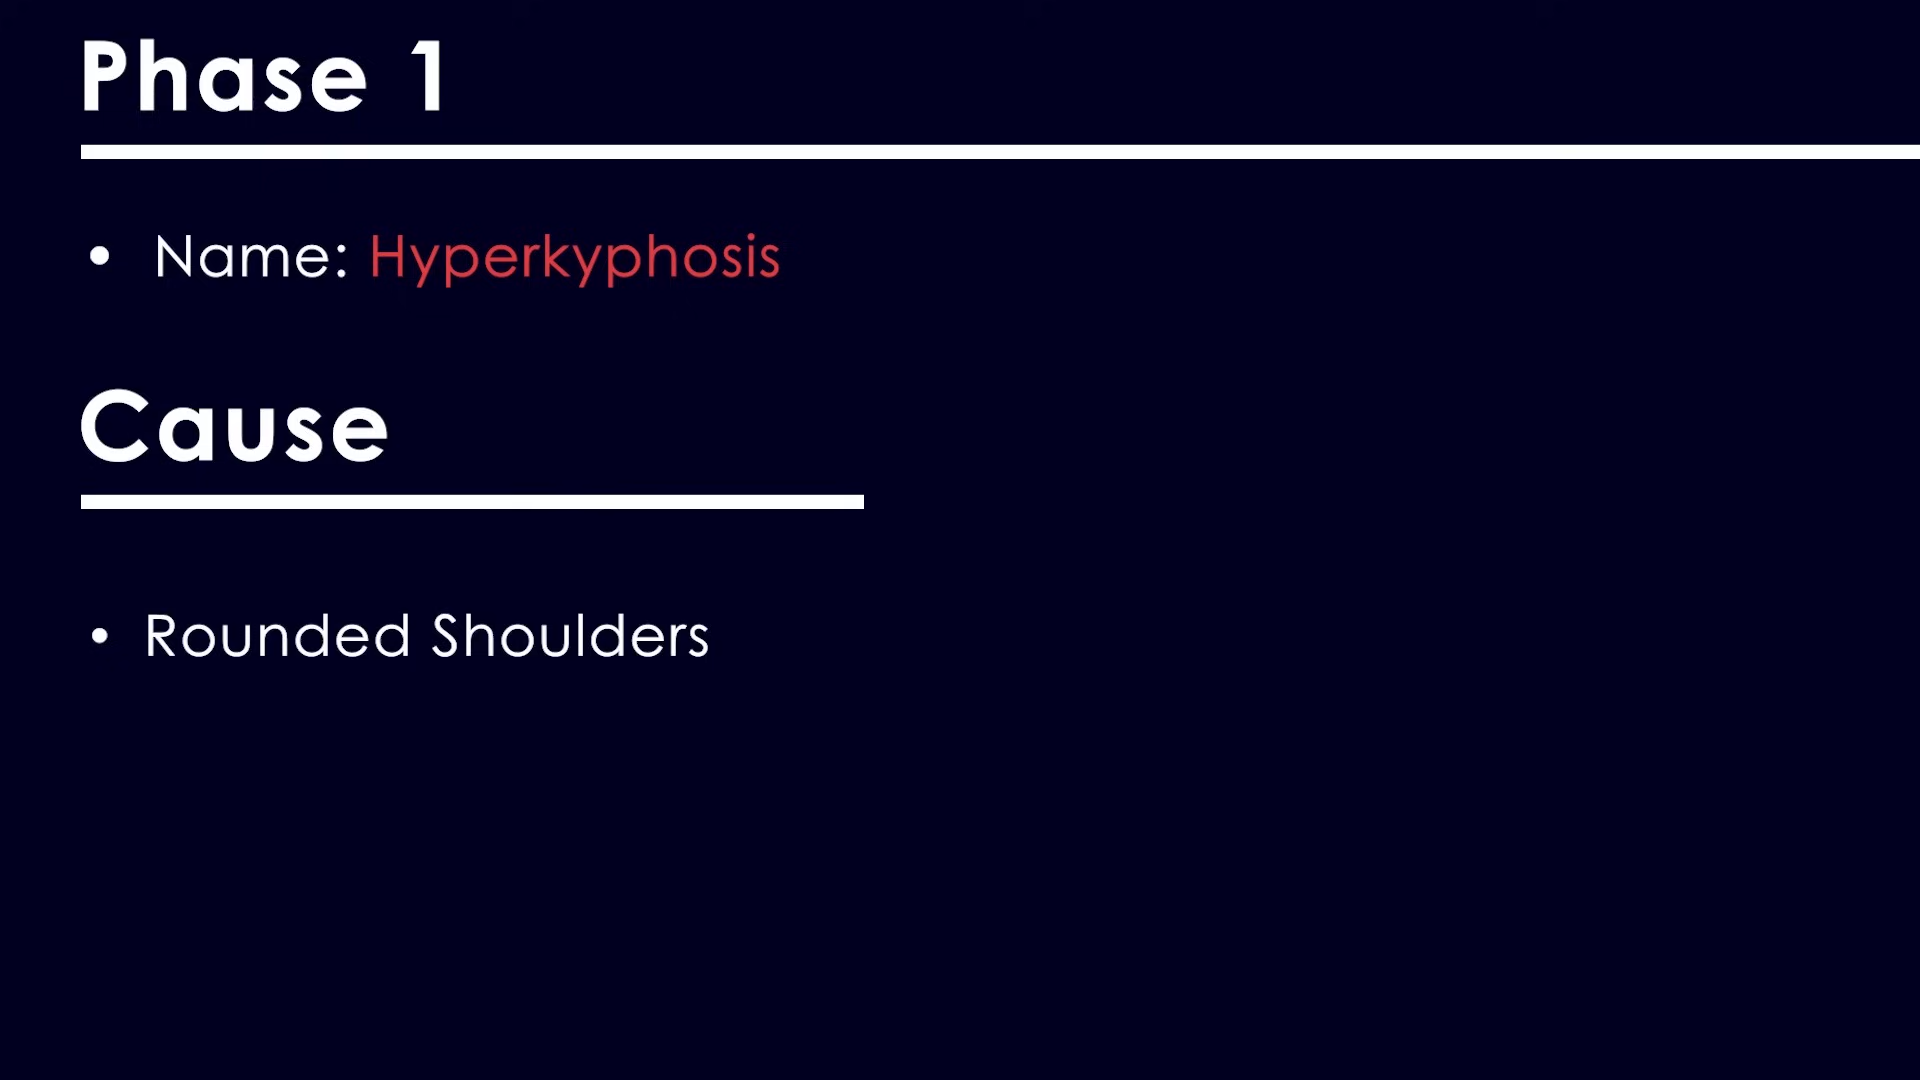 Phase 1
• Name: Hyperkyphosis
Cause
• Rounded Shoulders